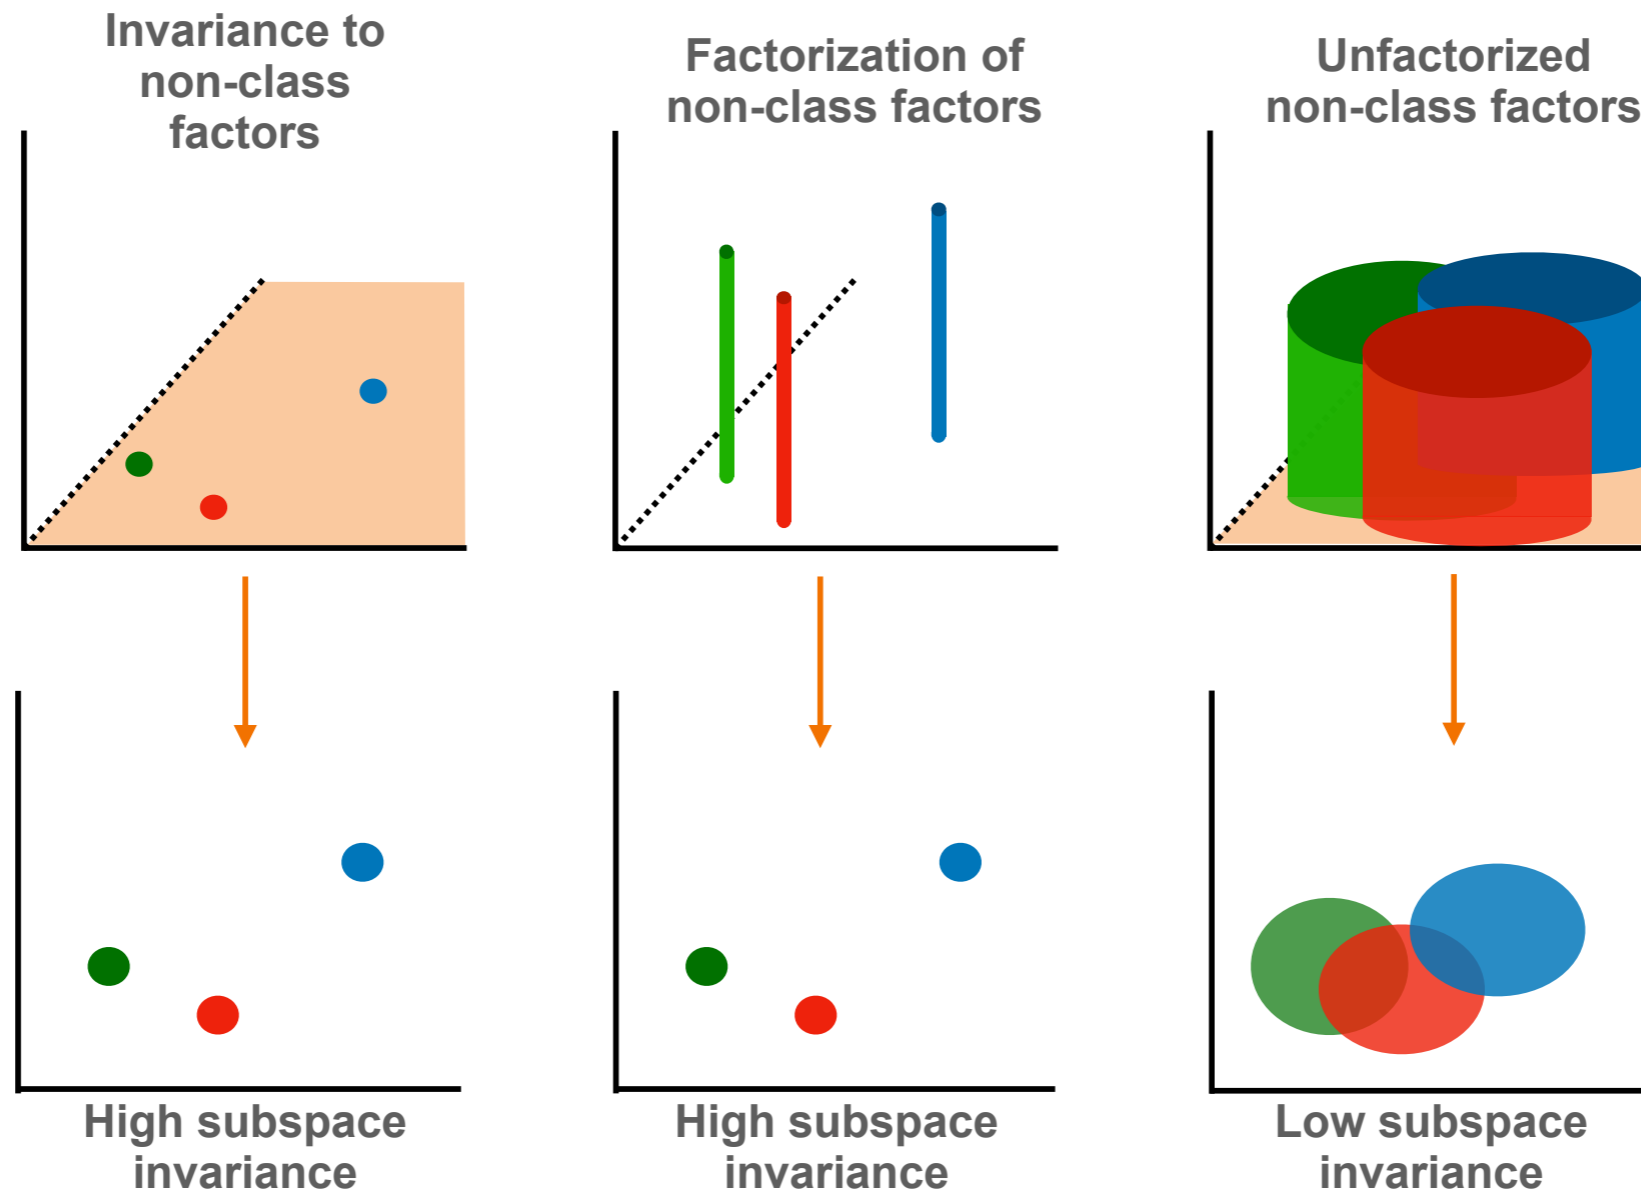 Invariance to
non-class
factors
Factorization of
non-class factors
Unfactorized
non-class factors
High subspace
invariance
High subspace
invariance
Low subspace
invariance